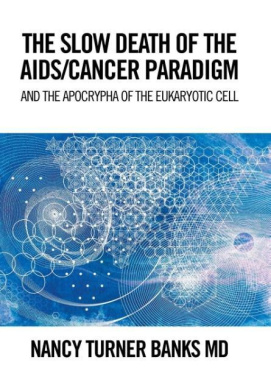 THE SLOW DEATH OF THE
AIDS/CANCER PARADIGM
AND THE APOCRYPHA OF THE EUKARYOTIC CELL
NANCY TURNER BANKS MD